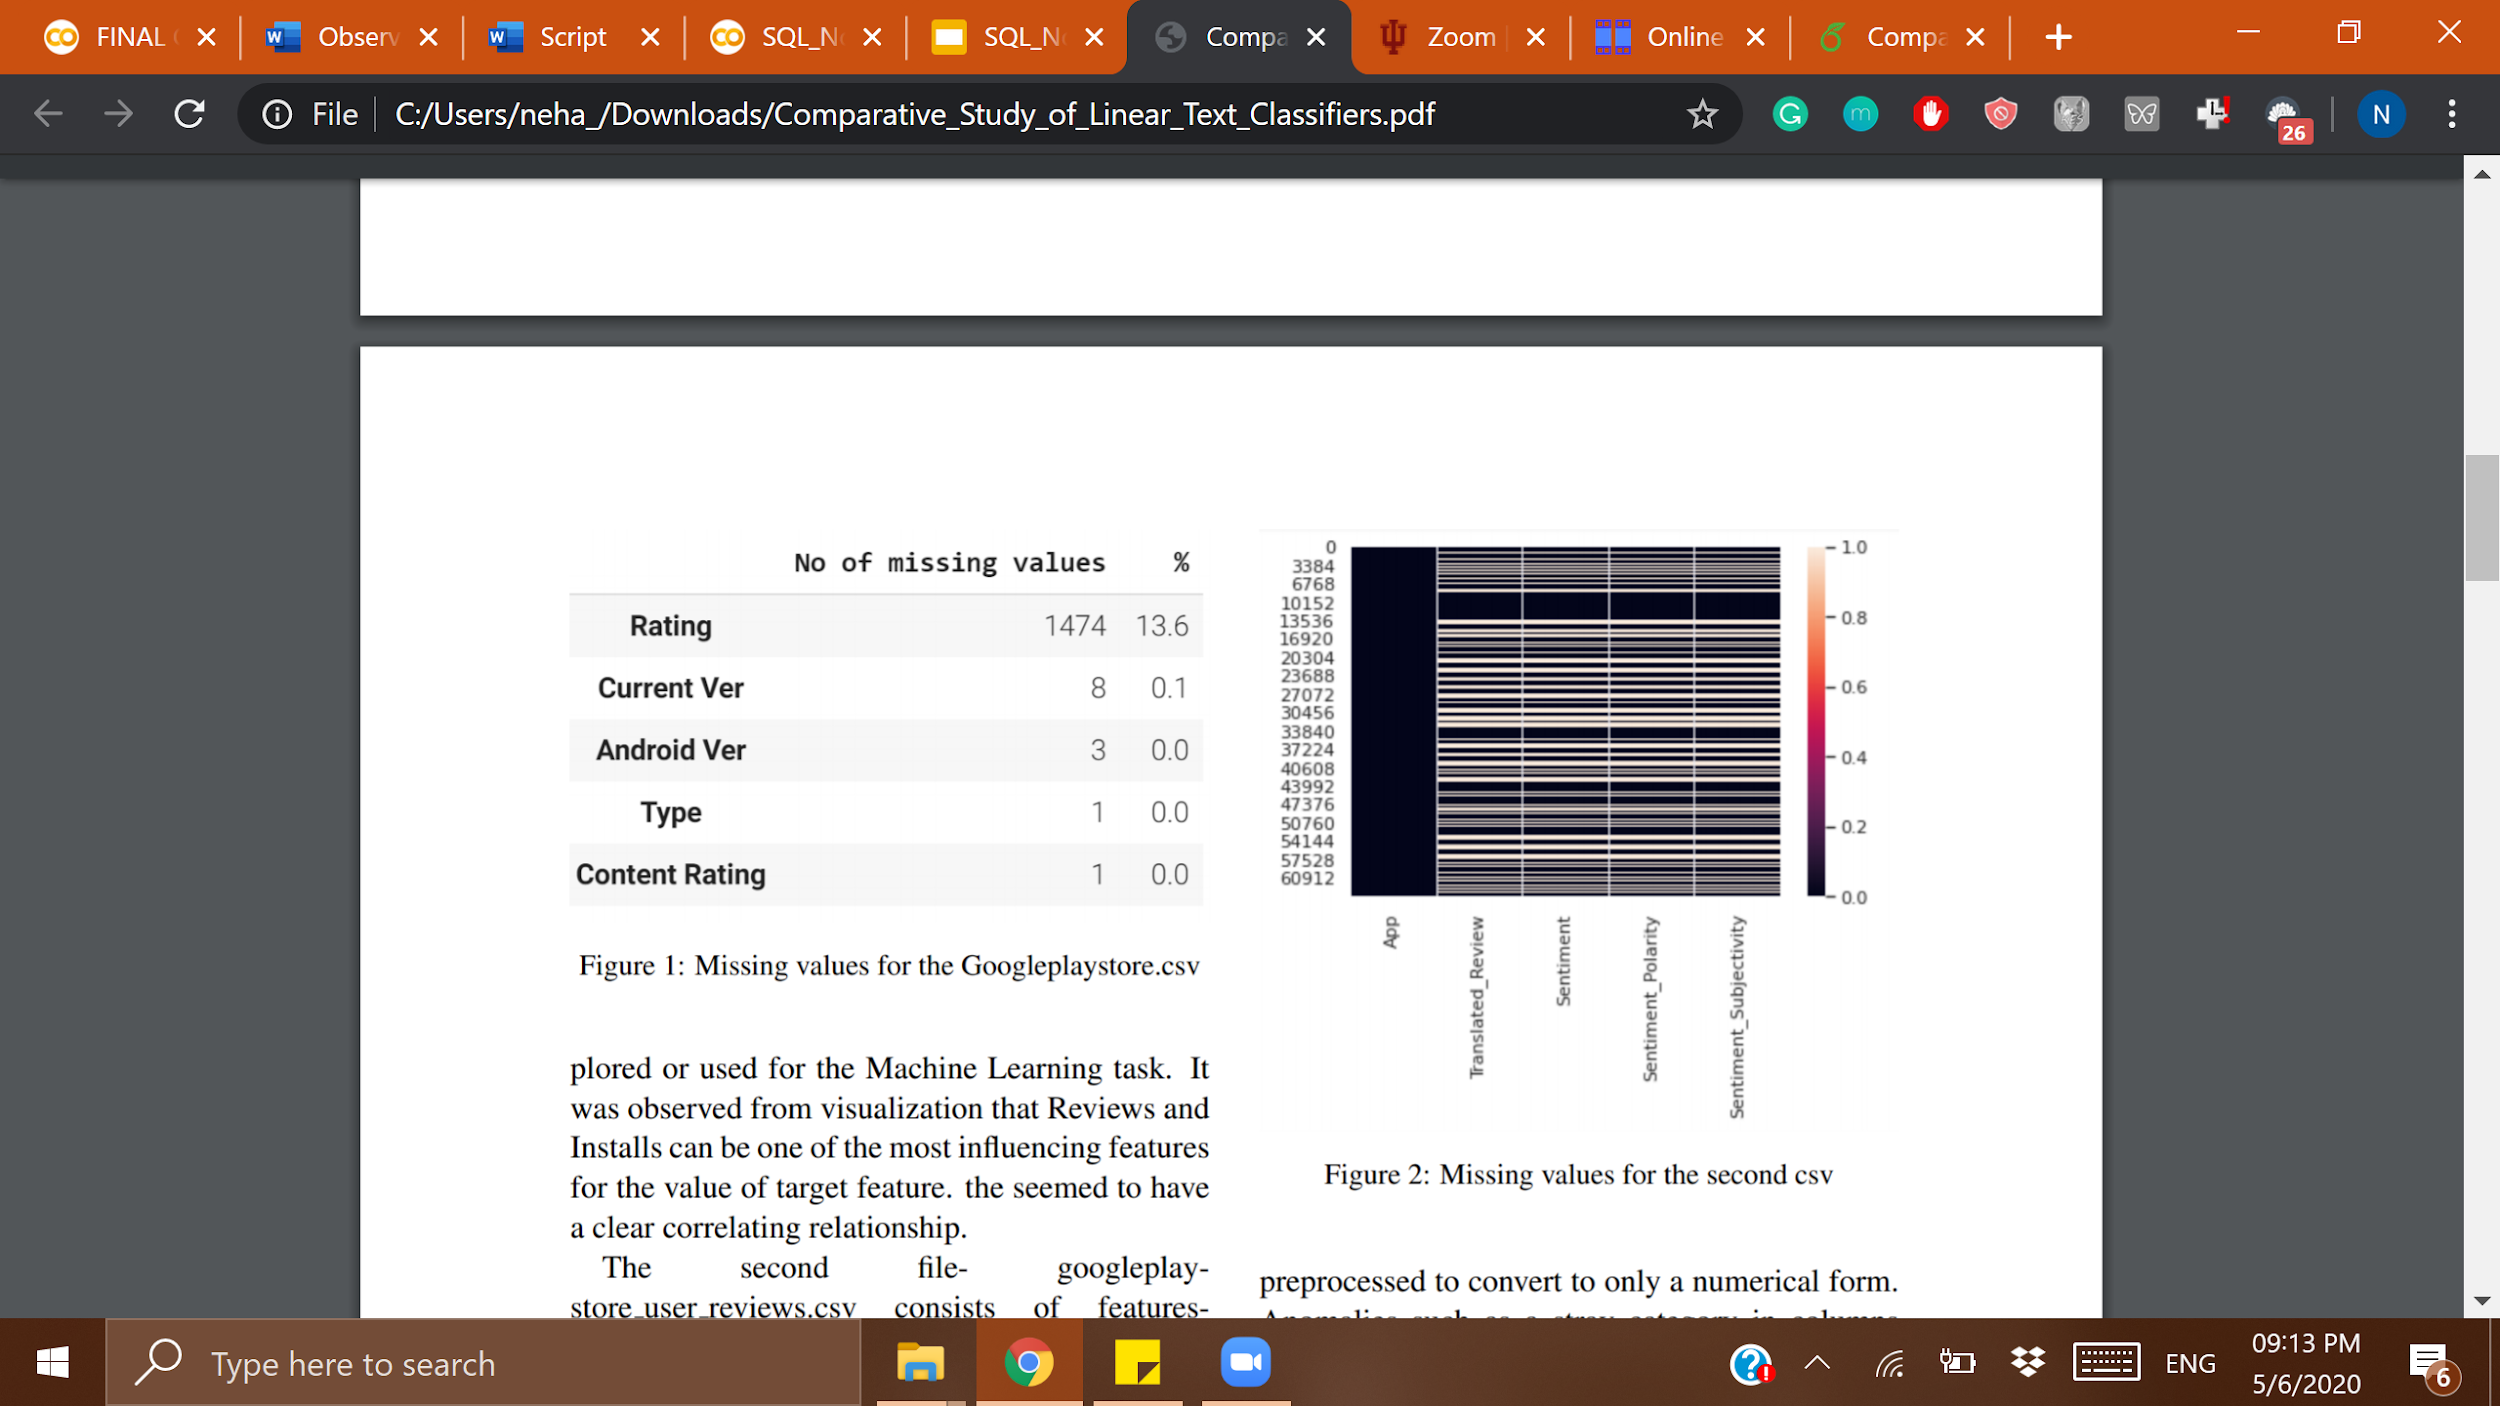 FINAL
Observ
Script
SQL_N
SQL_N
Compa
Zoom
Online
Compa
File
C:/Users/neha_/Downloads/Comparative_Study_of_Linear_Text_Classifiers.pdf
26
N
No of missing values %
Rating 1474 13.6
Current Ver 8 0.1
Android Ver 3 0.0
Type 1 0.0
Content Rating 1 0.0
Figure 1: Missing values for the Googleplaystore.csv
plored or used for the Machine Learning task. It
was observed from visualization that Reviews and
Installs can be one of the most influencing features
for the value of target feature. the seemed to have
a clear correlating relationship.
The second file- googleplay-
store_user_reviews.csv consists of features-
0
3384
6768
10152
13536
16920
20304
23688
27072
30456
33840
37224
40608
43992
47376
50760
54144
57528
60912
1.0
0.8
0.6
0.4
0.2
0.0
App
Translated_Review
Sentiment
Sentiment_Polarity
Sentiment_Subjectivity
Figure 2: Missing values for the second csv
preprocessed to convert to only a numerical form.
Type here to search
ENG
09:13 PM
5/6/2020
6